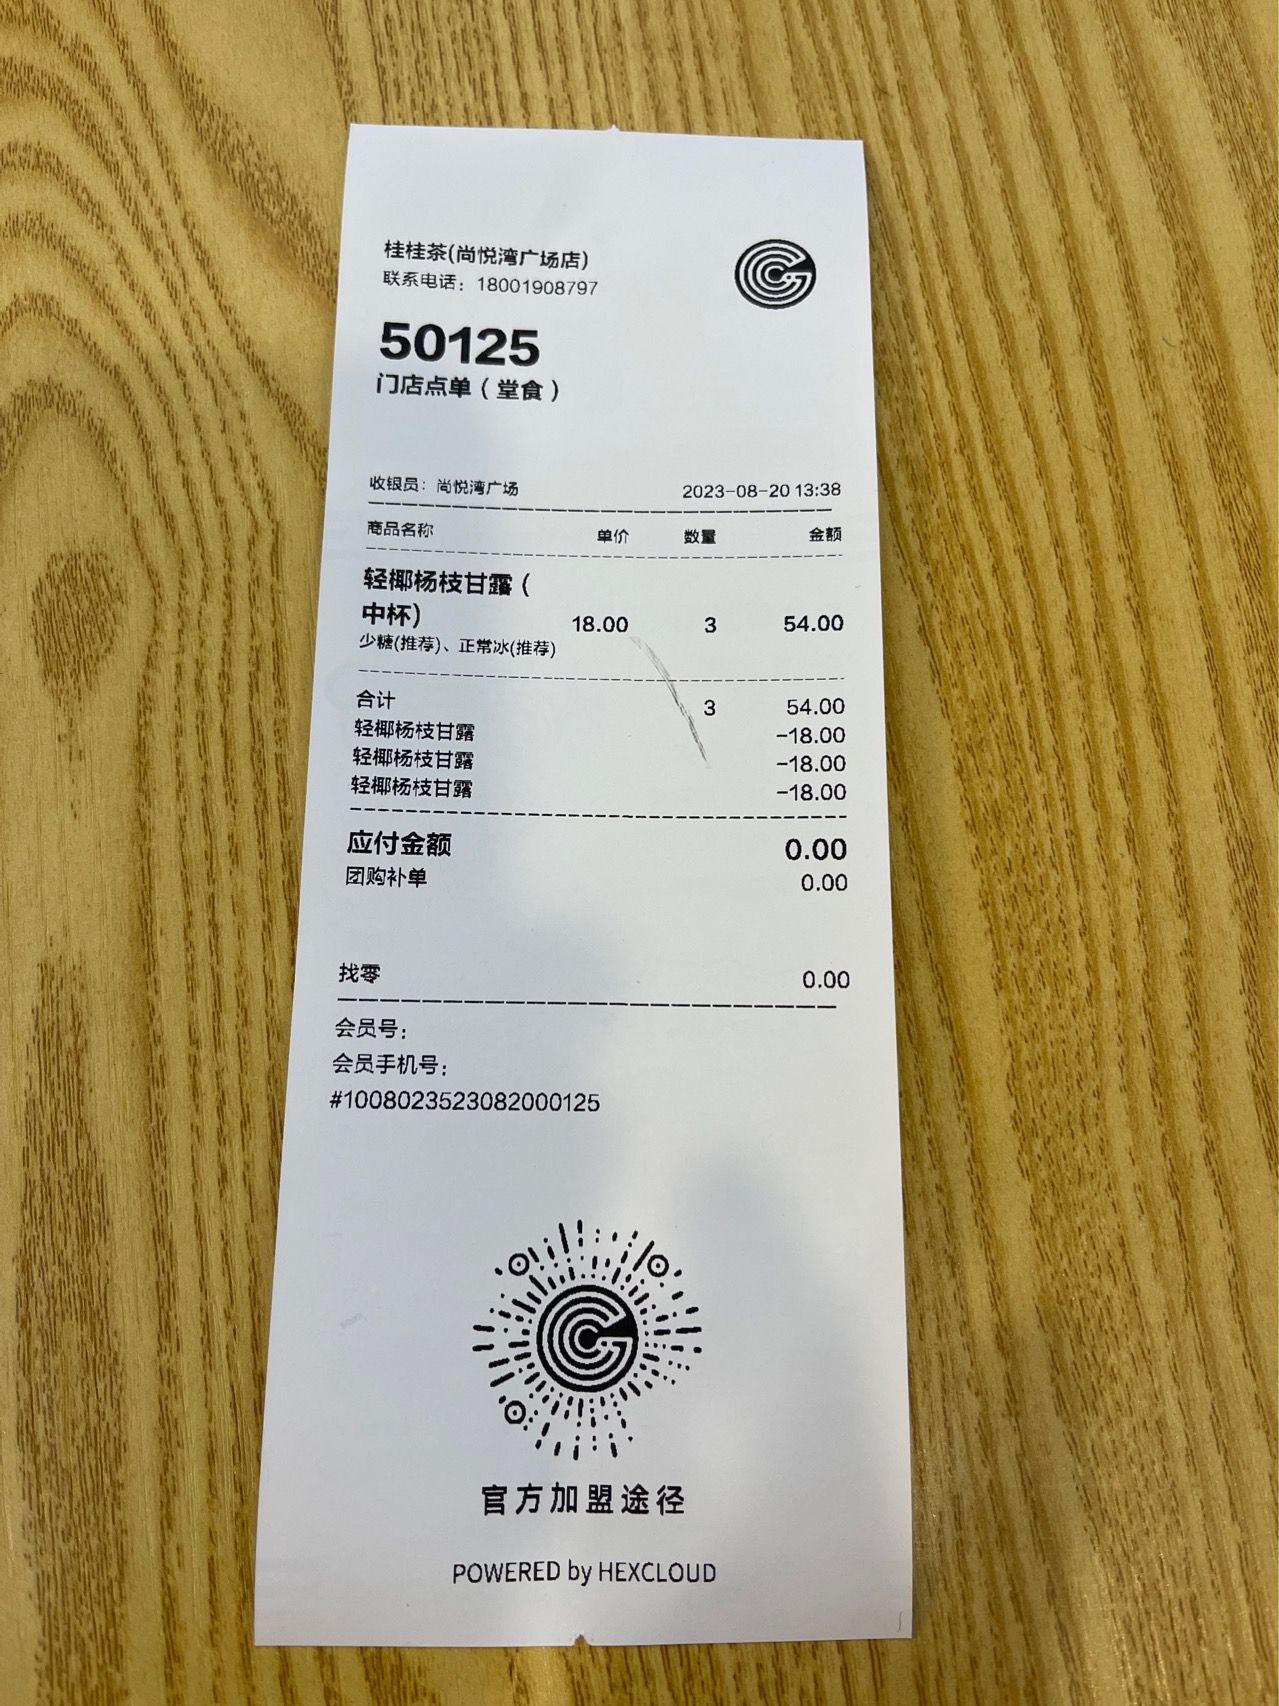 桂桂茶(尚悦湾广场店)
联系电话：18001908797
50125
门店点单（堂食）
收银员：尚悦湾广场 2023-08-20 13:38
商品名称 单价 数量 金额
轻椰杨枝甘露（
中杯） 18.00 3 54.00
少糖(推荐)、正常冰(推荐)
合计 3 54.00
轻椰杨枝甘露 -18.00
轻椰杨枝甘露 -18.00
轻椰杨枝甘露 -18.00
应付金额 0.00
团购补单 0.00
找零 0.00
会员号：
会员手机号：
#1008023523082000125
官方加盟途径
POWERED by HEXCLOUD